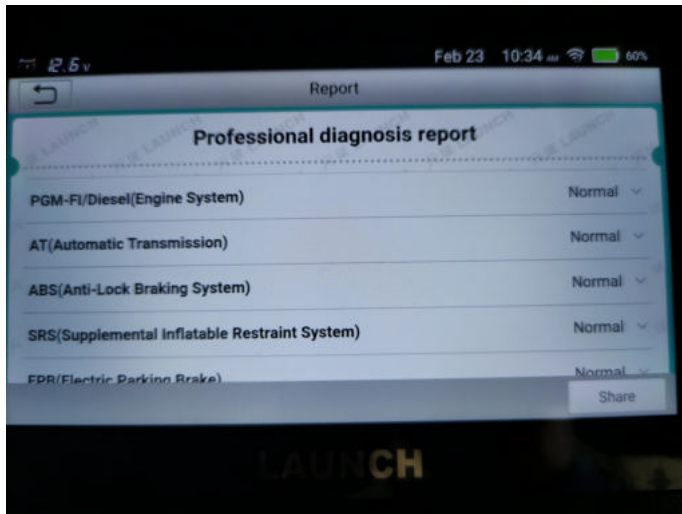 12.6 v Feb 23 10:34 AM 60%
Report
Professional diagnosis report
PGM-FI/Diesel(Engine System) Normal
AT(Automatic Transmission) Normal
ABS(Anti-Lock Braking System) Normal
SRS(Supplemental Inflatable Restraint System) Normal
EPB(Electric Parking Brake) Normal
Share
LAUNCH